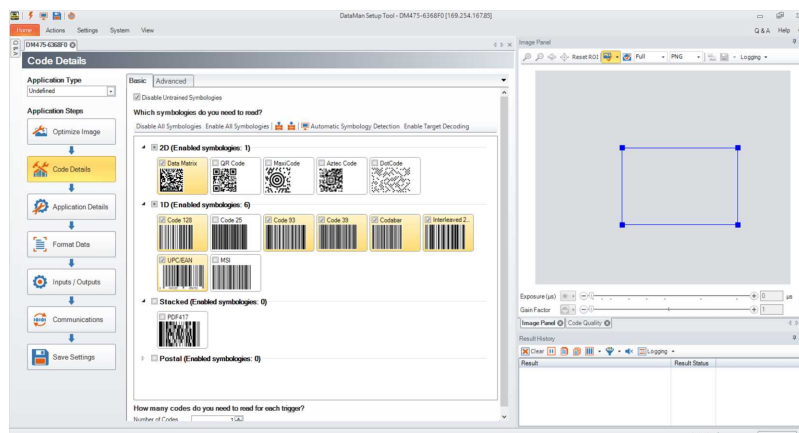 DataMan Setup Tool - DM475-6368F0 [169.254.167.85]
Home Actions Settings System View
Q & A Help
Q & A
DM475-6368F0
Code Details
Application Type
Undefined
Application Steps
Optimize Image
Code Details
Application Details
Format Data
Inputs / Outputs
Communications
Save Settings
Basic Advanced
Disable Untrained Symbologies
Which symbologies do you need to read?
Disable All Symbologies Enable All Symbologies Automatic Symbology Detection Enable Target Decoding
2D (Enabled symbologies: 1)
Data Matrix QR Code MaxiCode Aztec Code DotCode
1D (Enabled symbologies: 6)
Code 128 Code 25 Code 93 Code 39 Codabar Interleaved 2...
UPC/EAN MSI
Stacked (Enabled symbologies: 0)
PDF417
Postal (Enabled symbologies: 0)
How many codes do you need to read for each trigger?
Number of Codes 1
Image Panel
Reset ROI Full PNG Logging
Exposure (µs) 0 µs
Gain Factor 1
Image Panel Code Quality
Result History
Clear Logging
Result Result Status